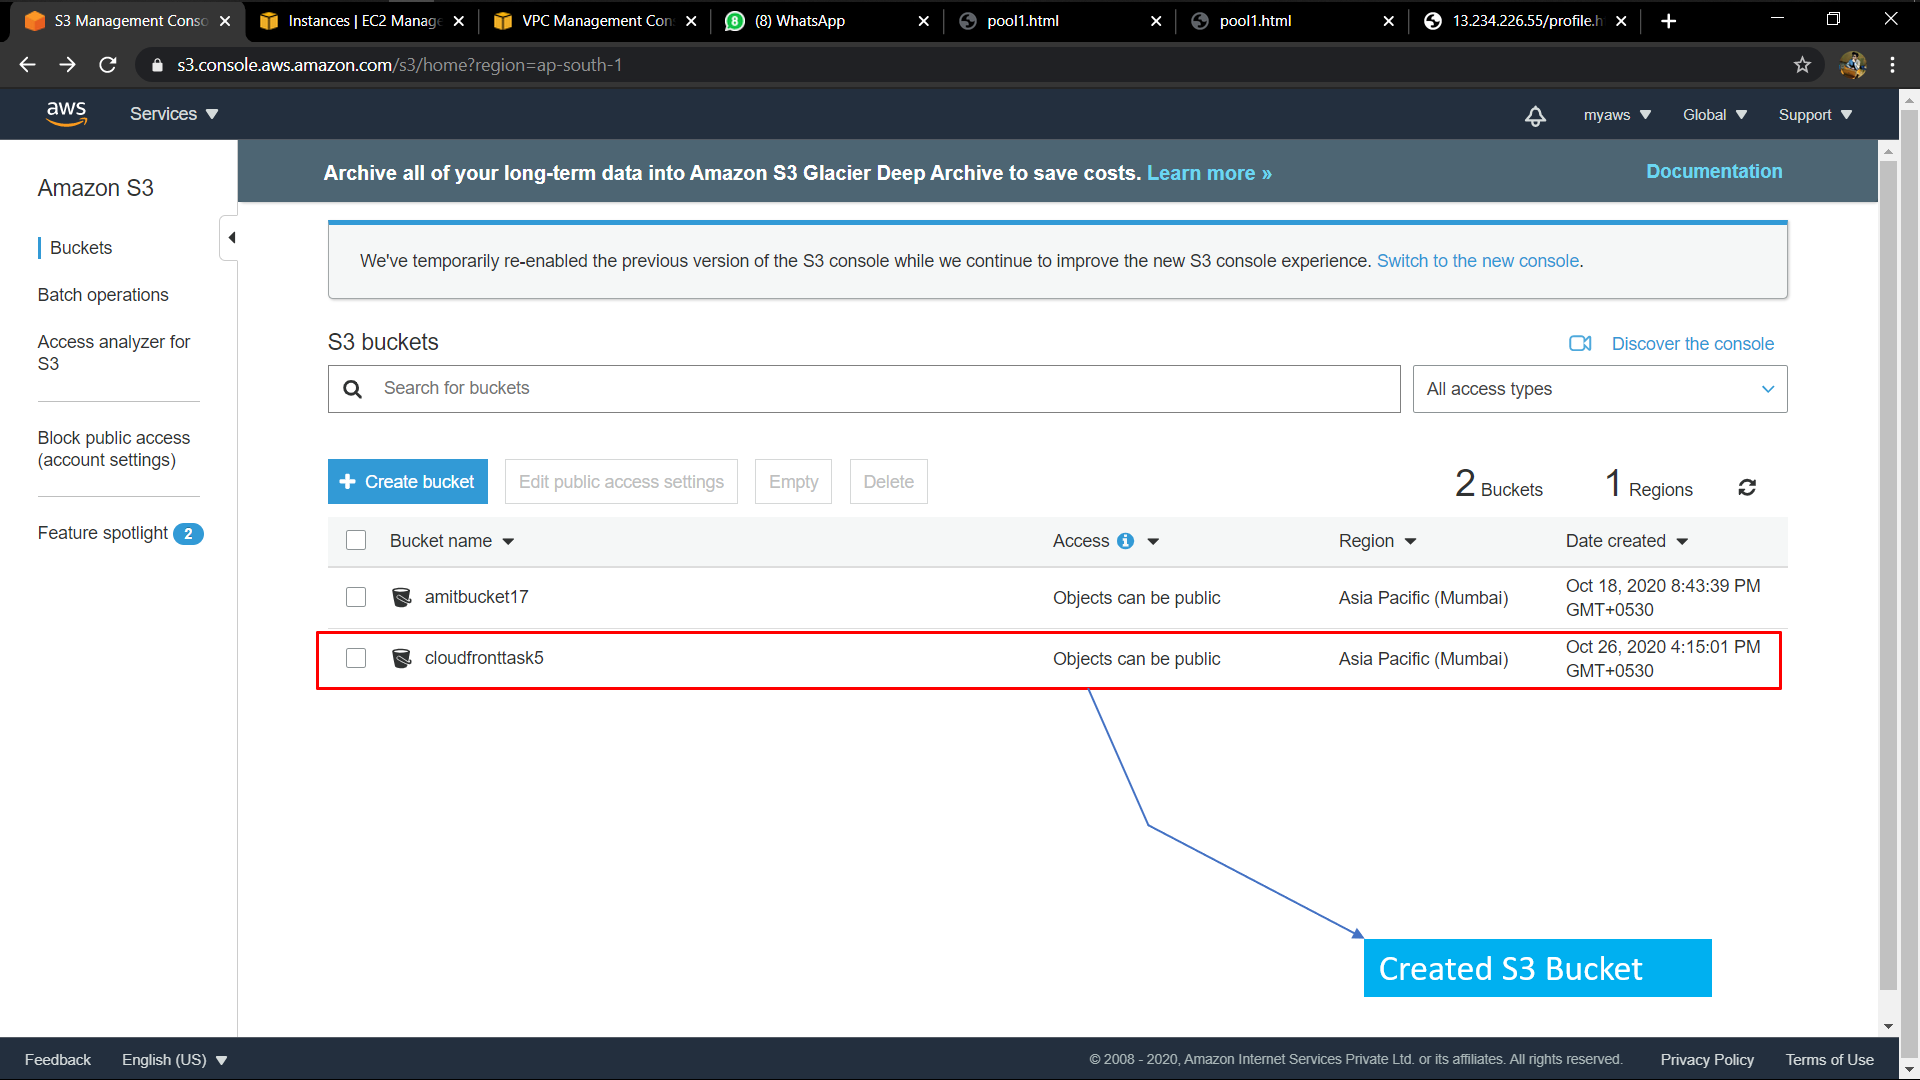 S3 Management Conso
Instances | EC2 Manage
VPC Management Con
8
(8) WhatsApp
pool1.html
pool1.html
13.234.226.55/profile.h
s3.console.aws.amazon.com/s3/home?region=ap-south-1
aws
Services
myaws
Global
Support
Amazon S3
Buckets
Batch operations
Access analyzer for
S3
Block public access
(account settings)
Feature spotlight 2
Archive all of your long-term data into Amazon S3 Glacier Deep Archive to save costs. Learn more »
Documentation
We've temporarily re-enabled the previous version of the S3 console while we continue to improve the new S3 console experience. Switch to the new console.
S3 buckets
Discover the console
Search for buckets
All access types
+ Create bucket
Edit public access settings
Empty
Delete
2 Buckets
1 Regions
Bucket name
Access
Region
Date created
amitbucket17
Objects can be public
Asia Pacific (Mumbai)
Oct 18, 2020 8:43:39 PM
GMT+0530
cloudfronttask5
Objects can be public
Asia Pacific (Mumbai)
Oct 26, 2020 4:15:01 PM
GMT+0530
Created S3 Bucket
Feedback
English (US)
© 2008 - 2020, Amazon Internet Services Private Ltd. or its affiliates. All rights reserved.
Privacy Policy
Terms of Use